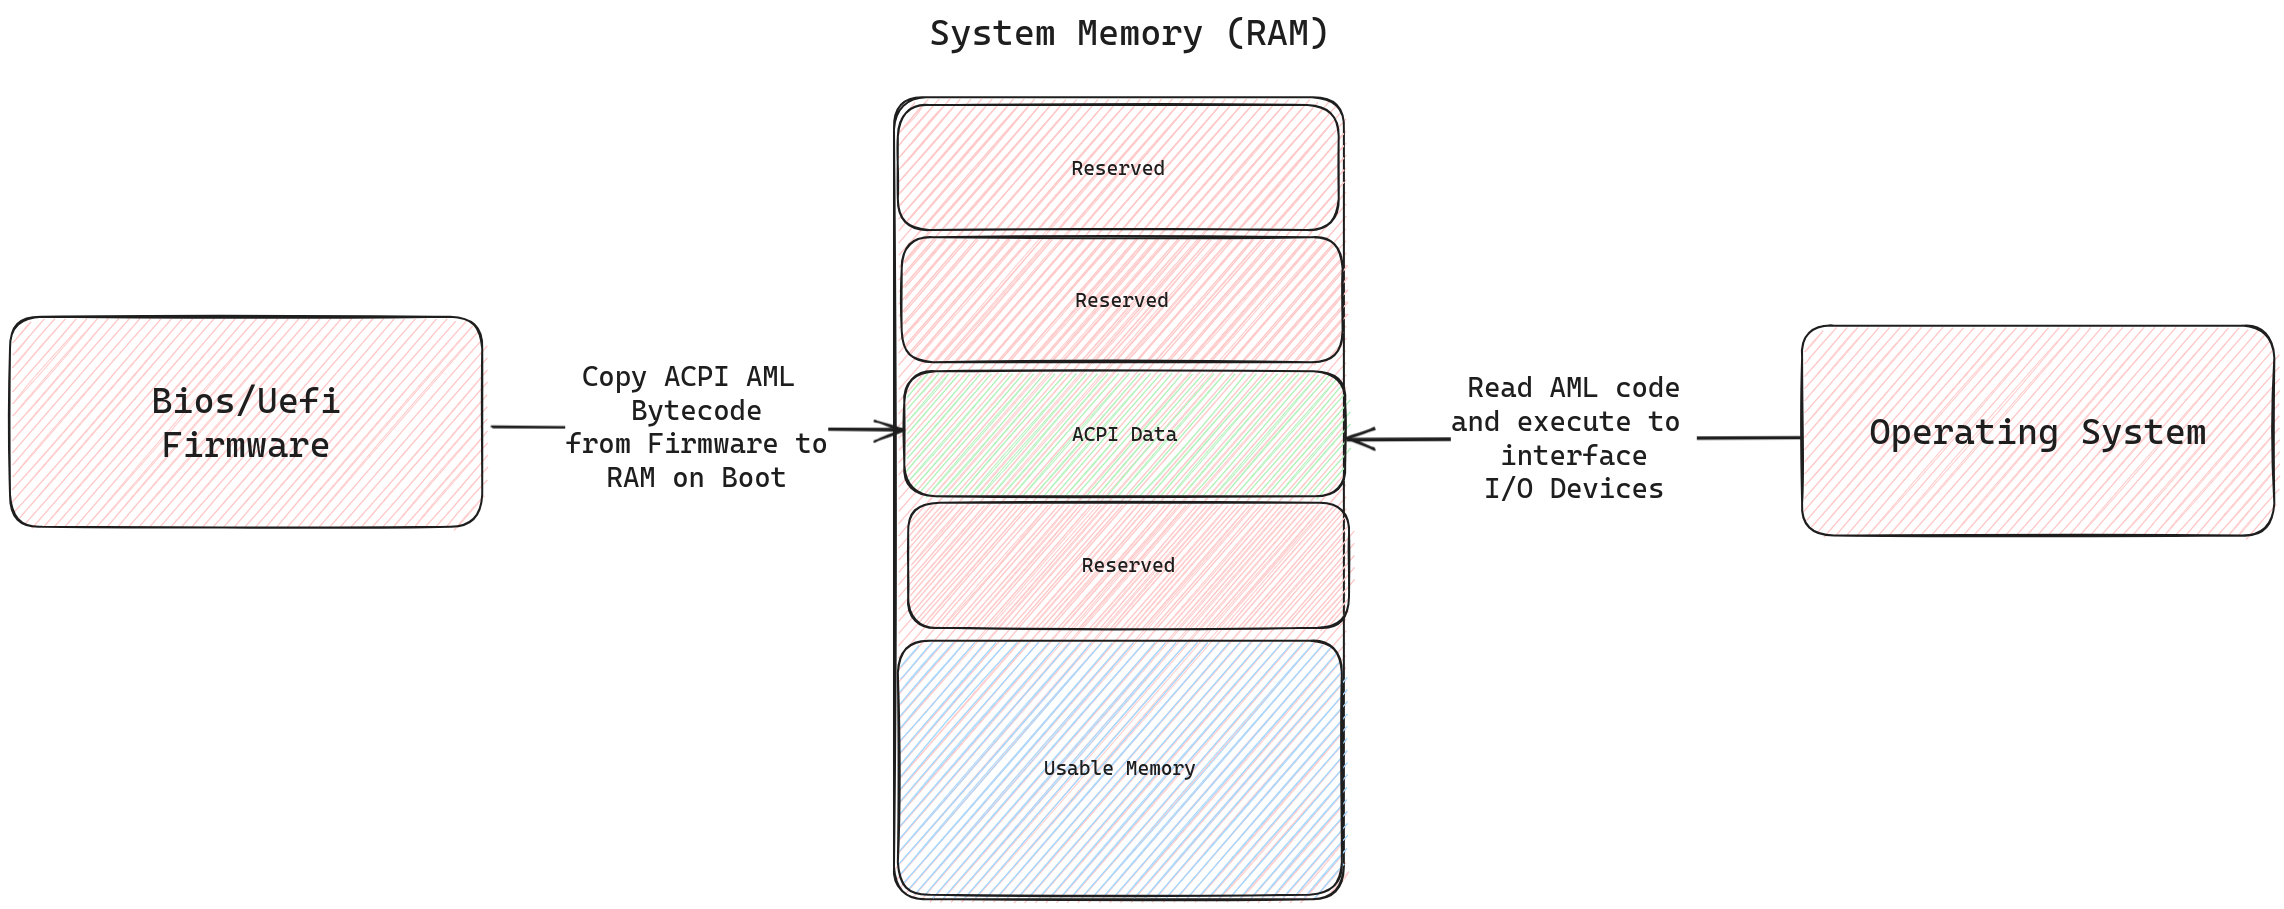 System Memory (RAM)
Reserved
Reserved
Bios/Uefi
Firmware
Copy ACPI AML
Bytecode
from Firmware to
RAM on Boot
ACPI Data
Read AML code
and execute to
interface
I/O Devices
Operating System
Reserved
Usable Memory